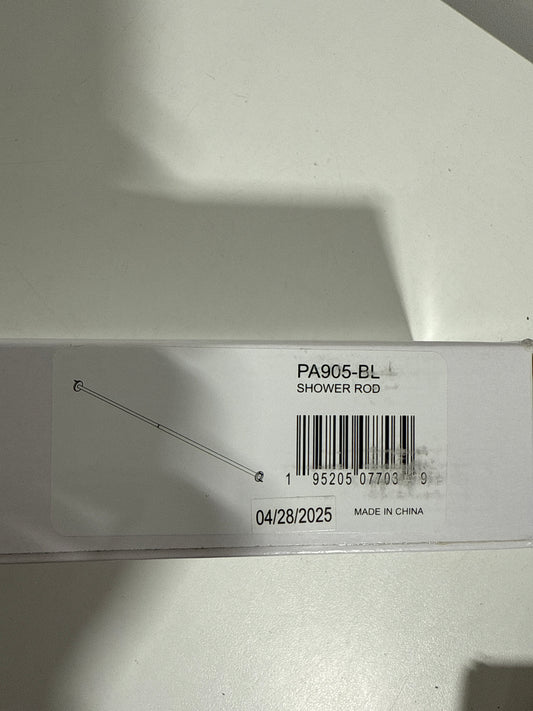 PA905-BL
SHOWER ROD
1 95205 07703 9
04/28/2025
MADE IN CHINA